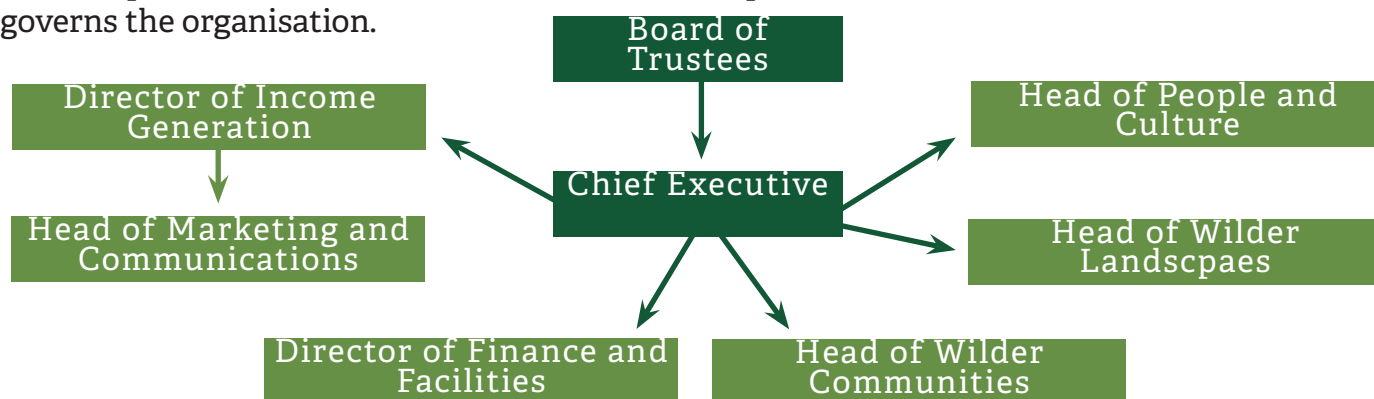 governs the organisation.
Board of
Trustees
Director of Income
Generation
Head of People and
Culture
Chief Executive
Head of Marketing and
Communications
Head of Wilder
Landscpaes
Director of Finance and
Facilities
Head of Wilder
Communities